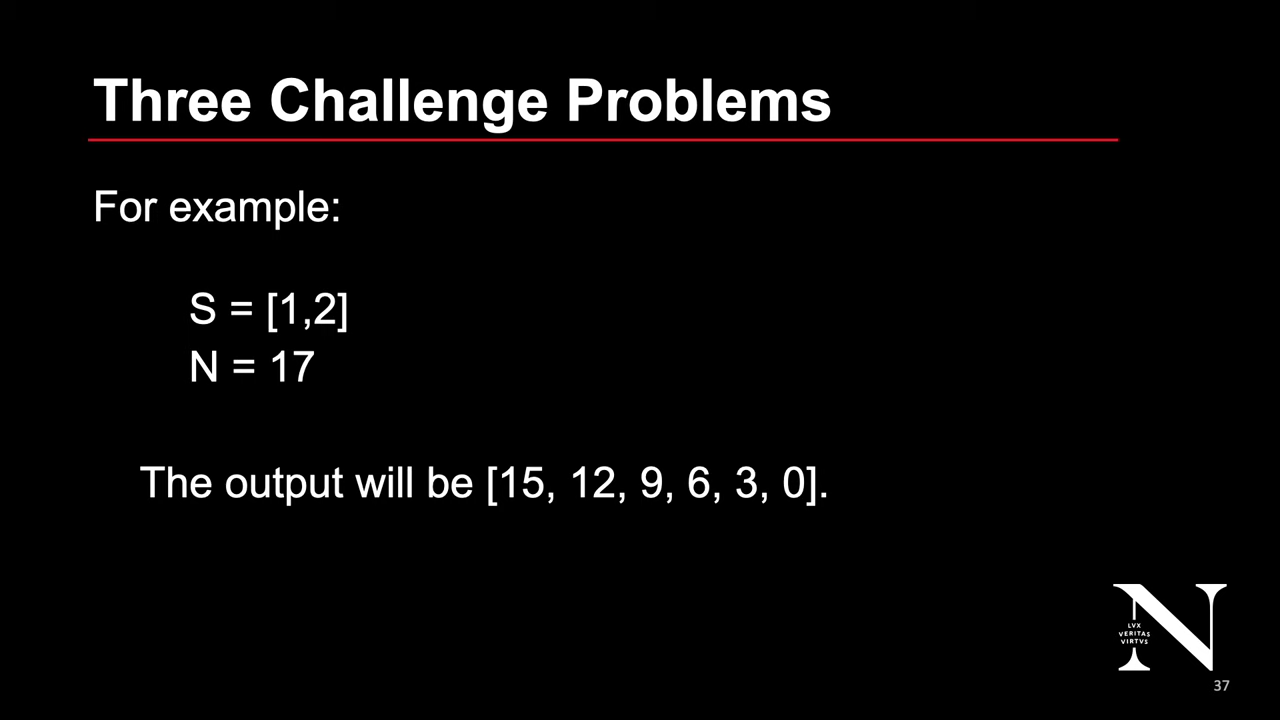 Three Challenge Problems
For example:
S = [1,2]
N = 17
The output will be [15, 12, 9, 6, 3, 0].
N
LVX
VERITAS
VIRTVS
37